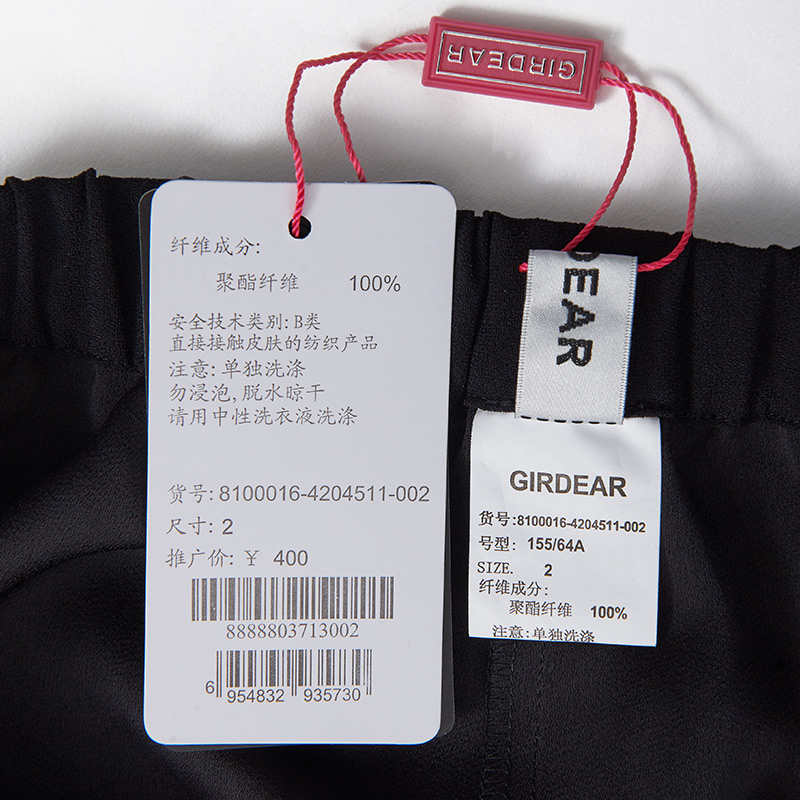 GIRDEAR
纤维成分:
聚酯纤维 100%
安全技术类别:B类
直接接触皮肤的纺织产品
注意:单独洗涤
勿浸泡,脱水晾干
请用中性洗衣液洗涤
货号:8100016-4204511-002
尺寸:2
推广价:¥ 400
8888803713002
6 954832 935730
DEAR
GIRDEAR
货号:8100016-4204511-002
号型: 155/64A
SIZE. 2
纤维成分:
聚酯纤维 100%
注意:单独洗涤